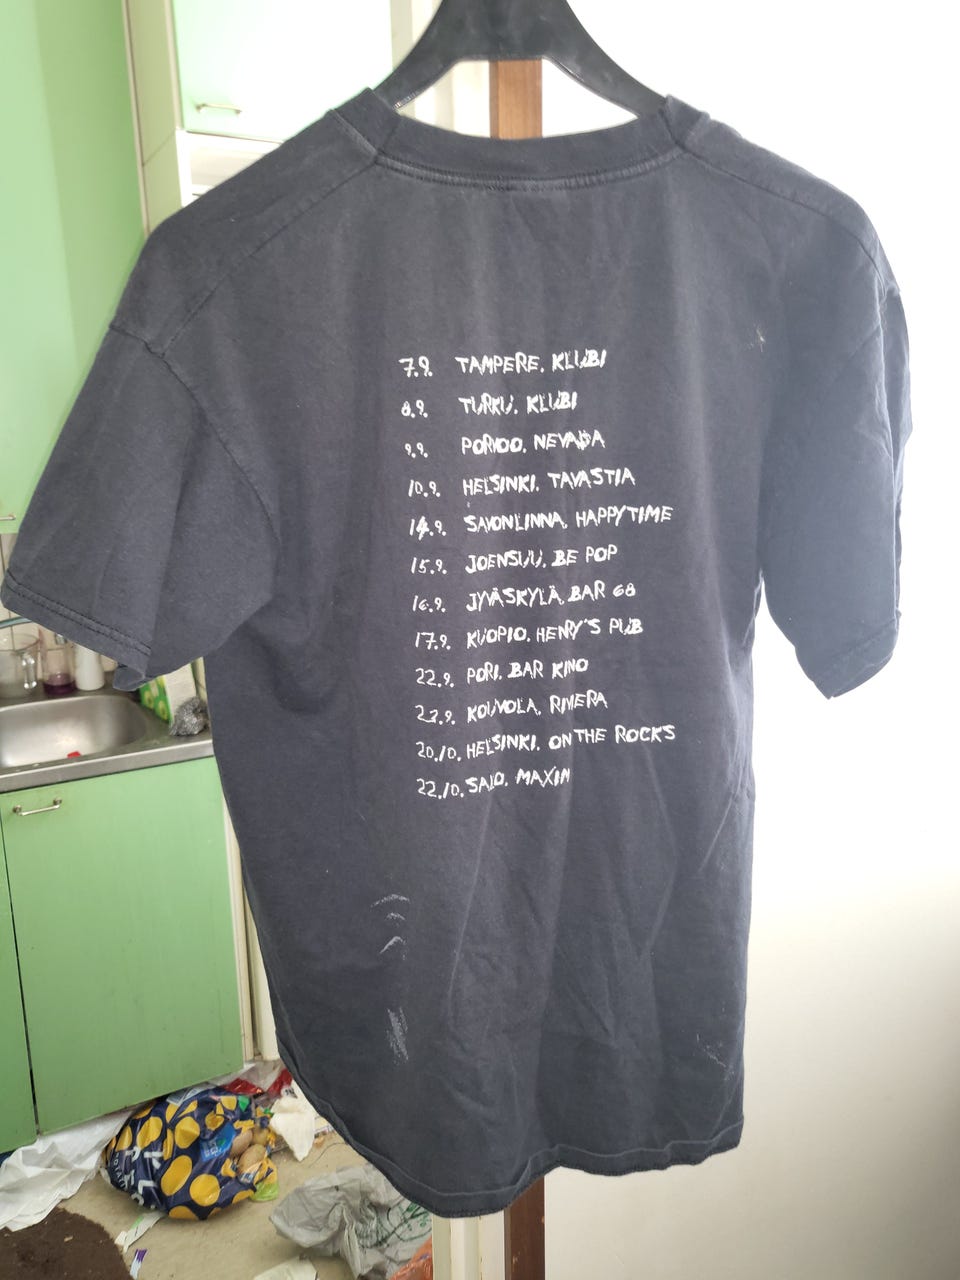 7.9. TAMPERE, KLUBI
8.9. TURKU, KLUBI
9.9. PORVOO, NEVADA
10.9. HELSINKI, TAVASTIA
14.9. SAVONLINNA, HAPPYTIME
15.9. JOENSUU, BE POP
16.9. JYVÄSKYLÄ, BAR 68
17.9. KUOPIO, HENRY'S PUB
22.9. PORI, BAR KINO
23.9. KOUVOLA, RIVIERA
20.10. HELSINKI, ON THE ROCKS
22.10. SALO, MAXIM